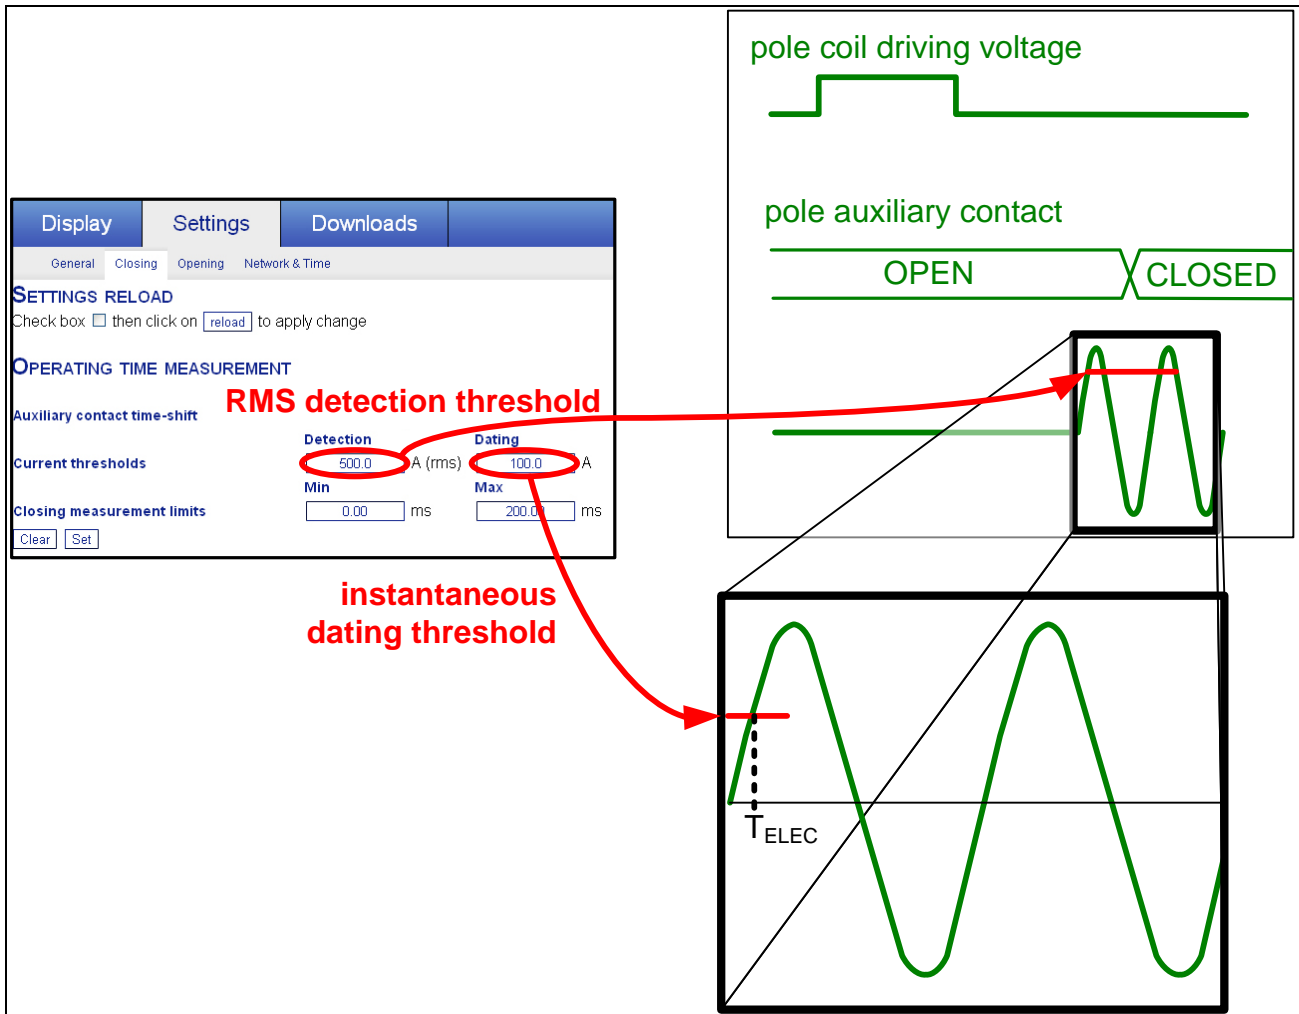 pole coil driving voltage
pole auxiliary contact
OPEN
CLOSED
Display Settings Downloads
General Closing Opening Network & Time
SETTINGS RELOAD
Check box then click on reload to apply change
OPERATING TIME MEASUREMENT
RMS detection threshold
Auxiliary contact time-shift
Detection Dating
Current thresholds 500.0 A (rms) 100.0 A
Min Max
Closing measurement limits 0.00 ms 200.00 ms
Clear Set
instantaneous
dating threshold
TELEC